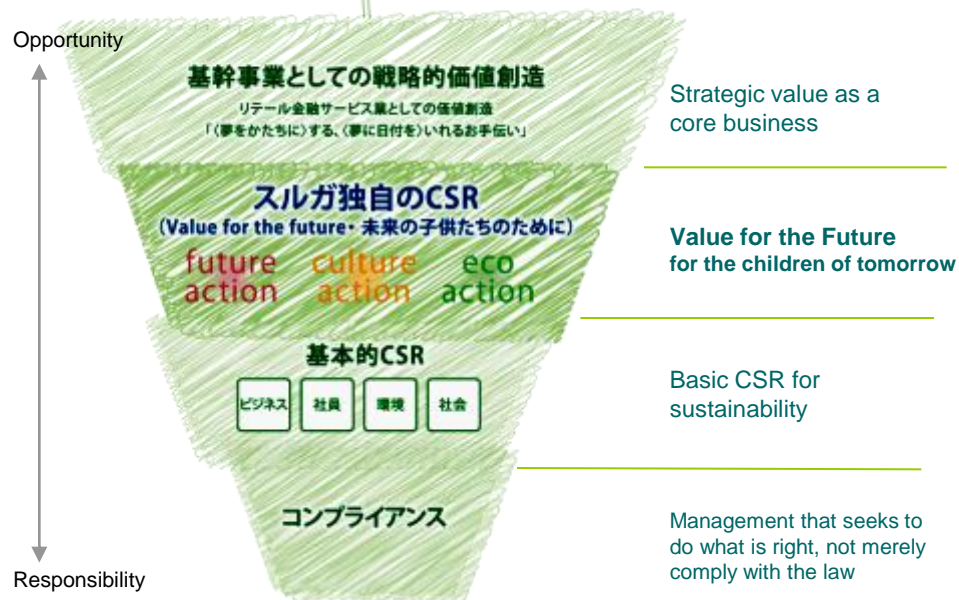 Opportunity
基幹事業としての戦略的価値創造
リテール金融サービス業としての価値創造
「〈夢をかたちに〉する、〈夢に日付を〉いれるお手伝い」
Strategic value as a
core business
スルガ独自のCSR
(Value for the future・未来の子供たちのために)
future action
culture action
eco action
Value for the Future
for the children of tomorrow
基本的CSR
ビジネス
社員
環境
社会
Basic CSR for
sustainability
コンプライアンス
Management that seeks to
do what is right, not merely
comply with the law
Responsibility